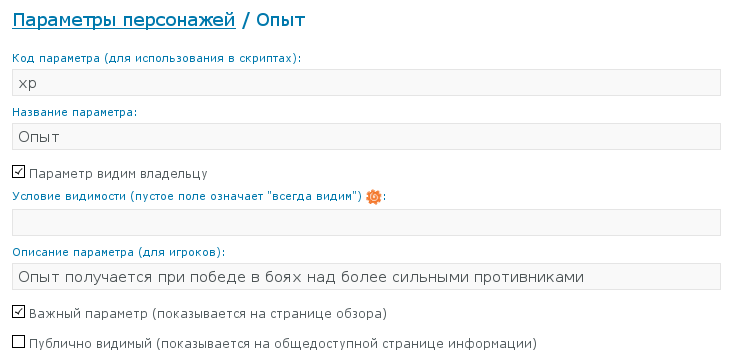 Параметры персонажей / Опыт
Код параметра (для использования в скриптах):
xp
Название параметра:
Опыт
Параметр видим владельцу
Условие видимости (пустое поле означает "всегда видим") :
Описание параметра (для игроков):
Опыт получается при победе в боях над более сильными противниками
Важный параметр (показывается на странице обзора)
Публично видимый (показывается на общедоступной странице информации)